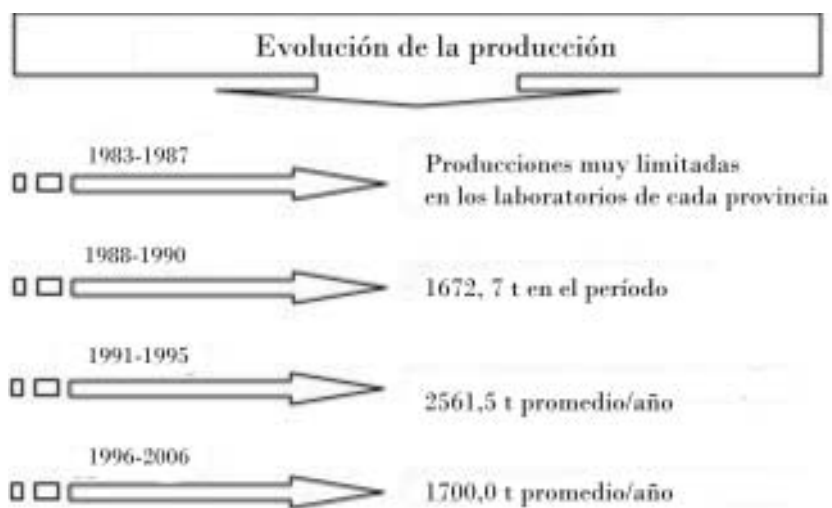 Evolución de la producción
1983-1987
Producciones muy limitadas
en los laboratorios de cada provincia
1988-1990
1672, 7 t en el período
1991-1995
2561,5 t promedio/año
1996-2006
1700,0 t promedio/año